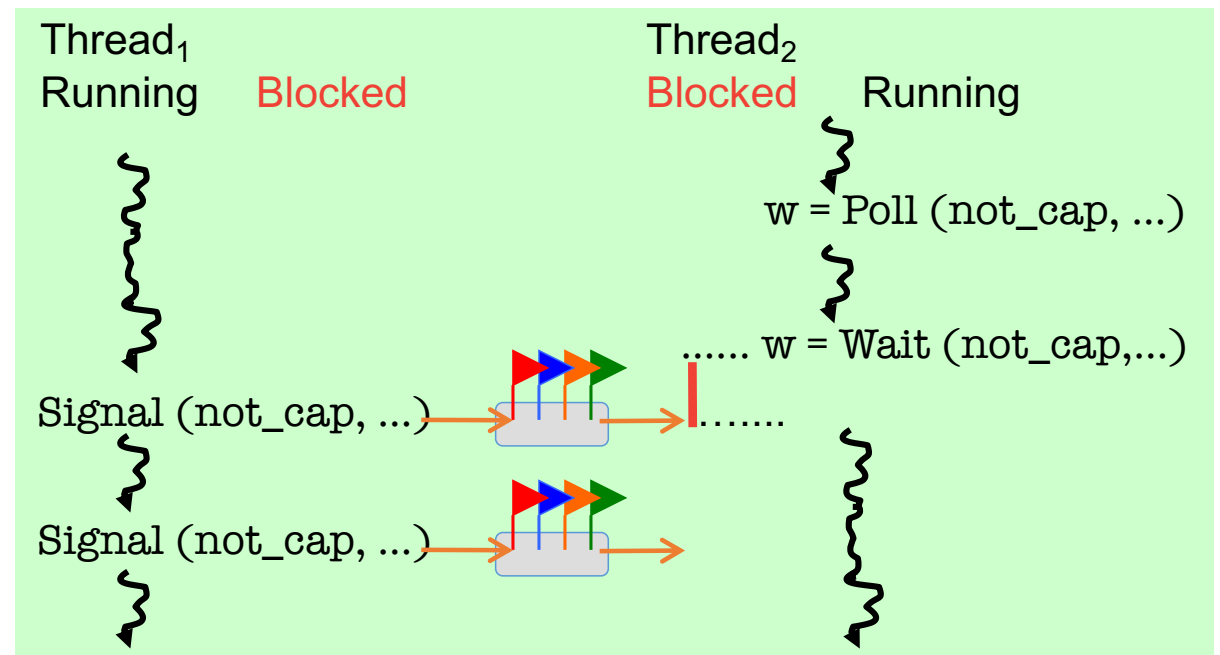 Thread₁ Thread₂
Running Blocked Blocked Running
w = Poll (not_cap, ...)
...... w = Wait (not_cap,...)
Signal (not_cap, ...) .......
Signal (not_cap, ...)